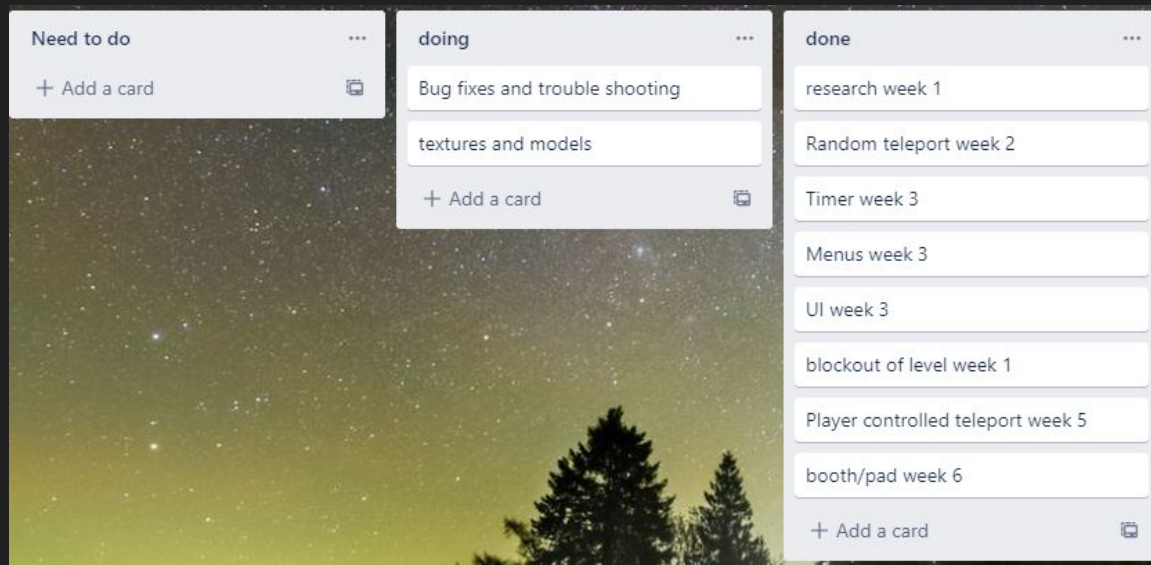 Need to do
+ Add a card
doing
Bug fixes and trouble shooting
textures and models
+ Add a card
done
research week 1
Random teleport week 2
Timer week 3
Menus week 3
UI week 3
blockout of level week 1
Player controlled teleport week 5
booth/pad week 6
+ Add a card